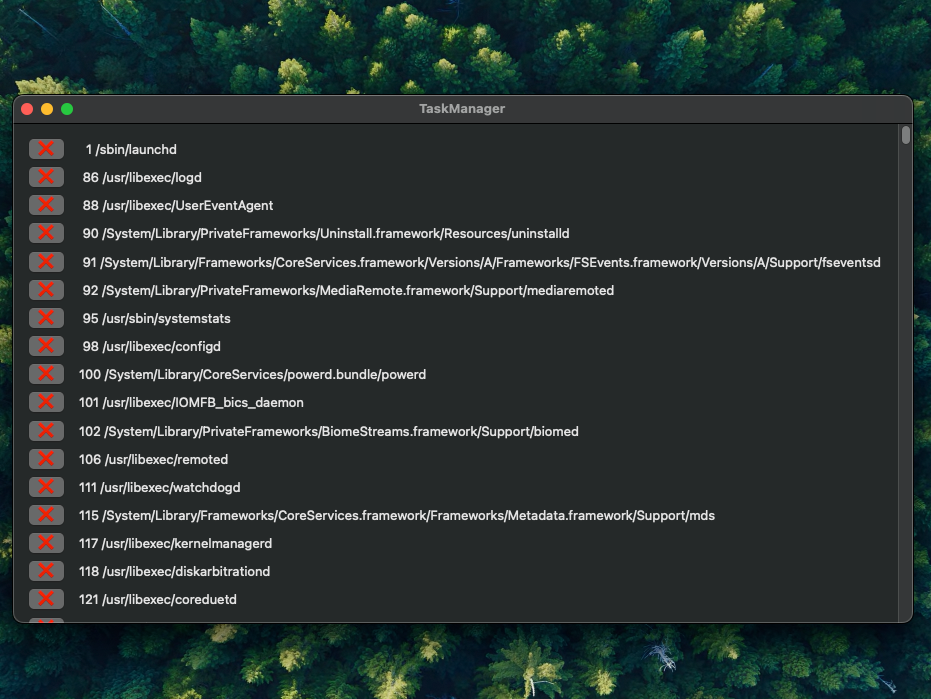 TaskManager
1 /sbin/launchd
86 /usr/libexec/logd
88 /usr/libexec/UserEventAgent
90 /System/Library/PrivateFrameworks/Uninstall.framework/Resources/uninstalld
91 /System/Library/Frameworks/CoreServices.framework/Versions/A/Frameworks/FSEvents.framework/Versions/A/Support/fseventsd
92 /System/Library/PrivateFrameworks/MediaRemote.framework/Support/mediaremoted
95 /usr/sbin/systemstats
98 /usr/libexec/configd
100 /System/Library/CoreServices/powerd.bundle/powerd
101 /usr/libexec/IOMFB_bics_daemon
102 /System/Library/PrivateFrameworks/BiomeStreams.framework/Support/biomed
106 /usr/libexec/remoted
111 /usr/libexec/watchdogd
115 /System/Library/Frameworks/CoreServices.framework/Frameworks/Metadata.framework/Support/mds
117 /usr/libexec/kernelmanagerd
118 /usr/libexec/diskarbitrationd
121 /usr/libexec/coreduetd